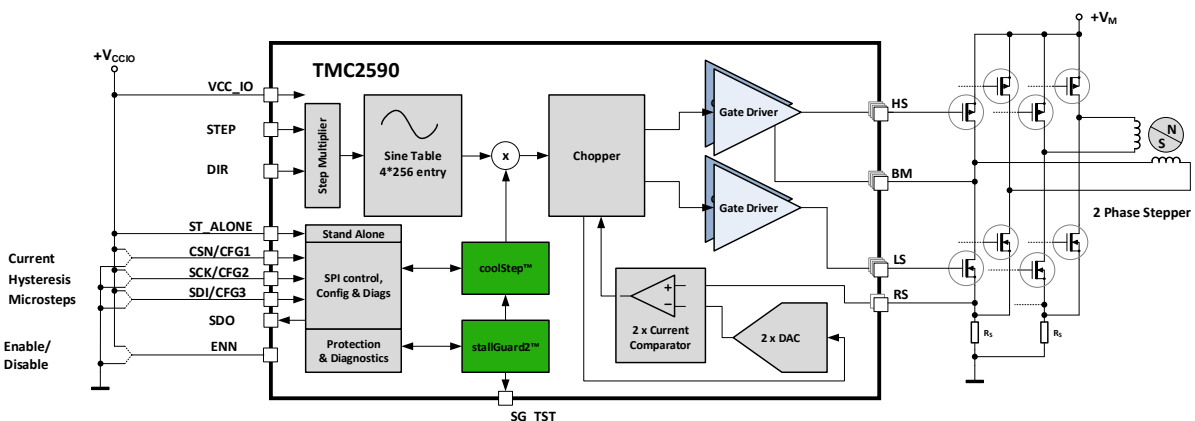 +VM
+VCCIO
TMC2590
VCC_IO
STEP
DIR
Step Multiplier
Sine Table
4*256 entry
x
Chopper
Gate Driver
Gate Driver
HS
BM
LS
RS
N
S
2 Phase Stepper
ST_ALONE
CSN/CFG1
SCK/CFG2
SDI/CFG3
SDO
ENN
Current
Hysteresis
Microsteps
Enable/
Disable
Stand Alone
SPI control,
Config & Diags
Protection
& Diagnostics
coolStep™
stallGuard2™
+
−
2 x Current
Comparator
2 x DAC
RS
RS
SG_TST